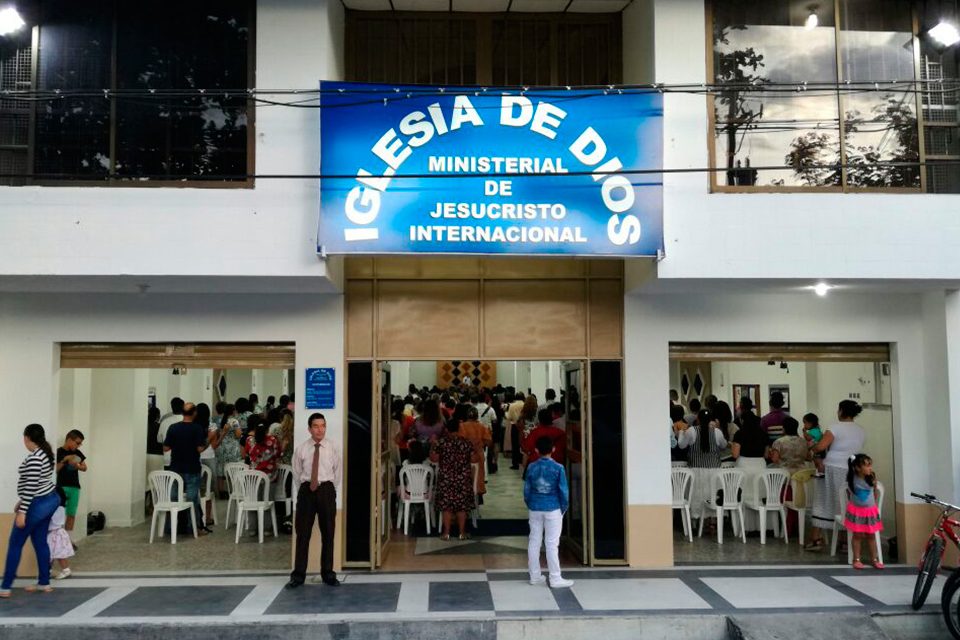 IGLESIA DE DIOS
MINISTERIAL
DE
JESUCRISTO
INTERNACIONAL